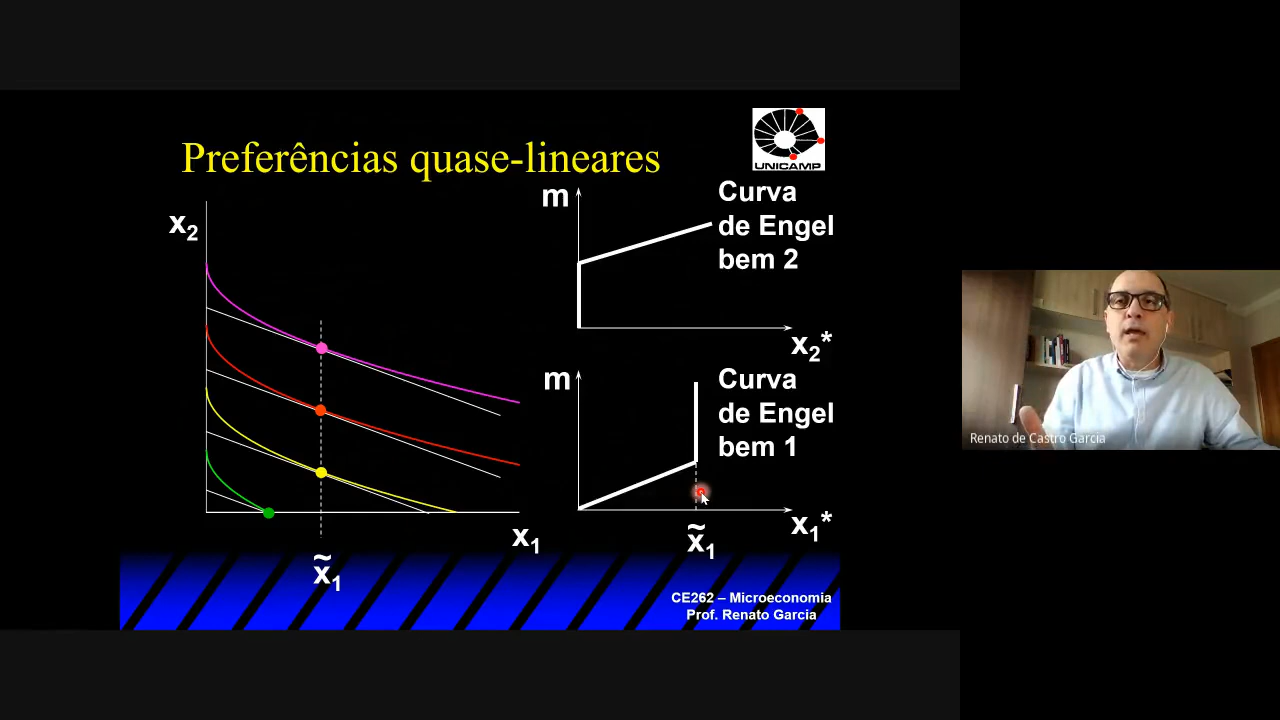 Preferências quase-lineares
UNICAMP
x2
x1
x̃1
m
Curva
de Engel
bem 2
x2*
m
Curva
de Engel
bem 1
x1*
x̃1
CE262 – Microeconomia
Prof. Renato Garcia
Renato de Castro Garcia